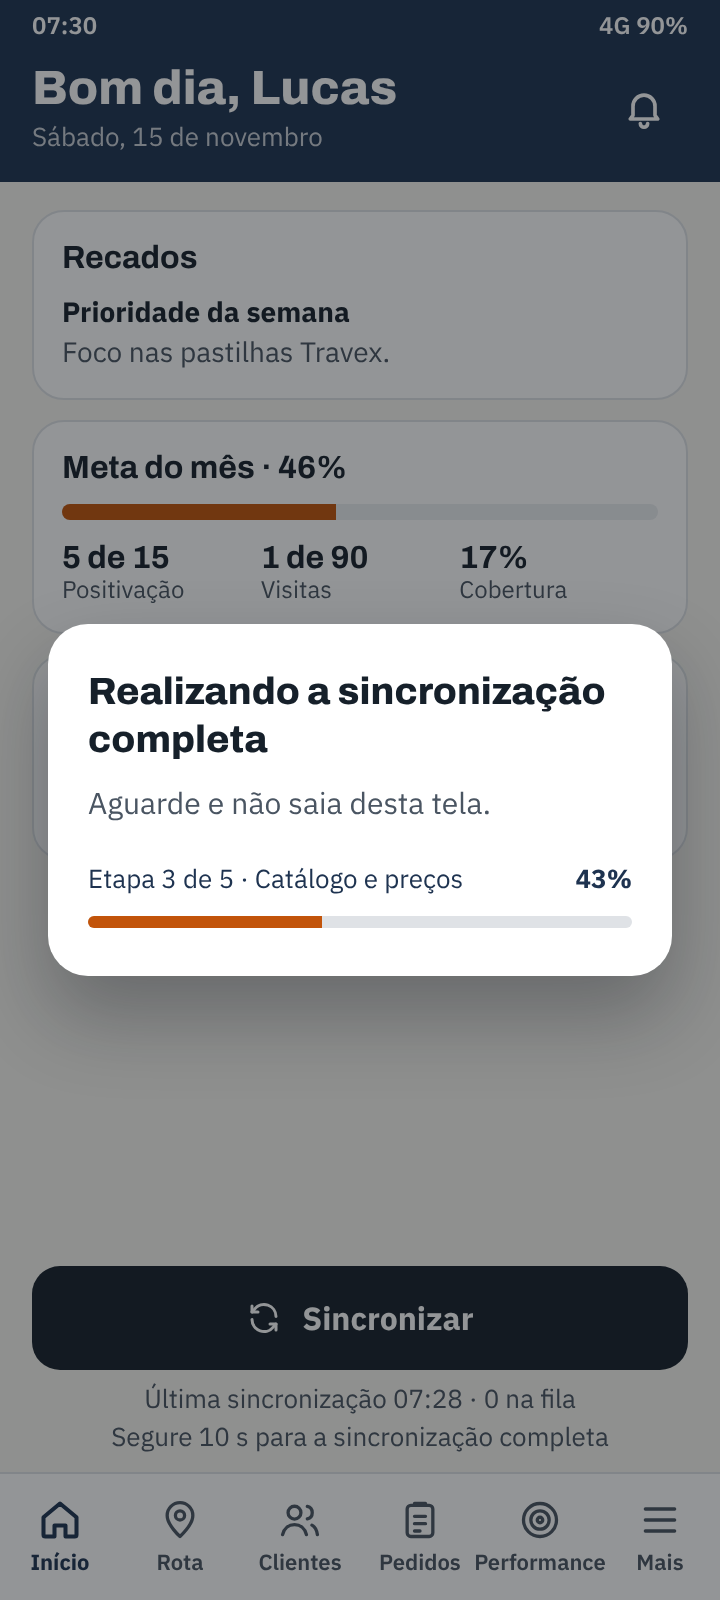 07:30 4G 90%
Bom dia, Lucas
Sábado, 15 de novembro
Recados
Prioridade da semana
Foco nas pastilhas Travex.
Meta do mês · 46%
5 de 15 1 de 90 17%
Positivação Visitas Cobertura
Realizando a sincronização
completa
Aguarde e não saia desta tela.
Etapa 3 de 5 · Catálogo e preços 43%
Sincronizar
Última sincronização 07:28 · 0 na fila
Segure 10 s para a sincronização completa
Início Rota Clientes Pedidos Performance Mais